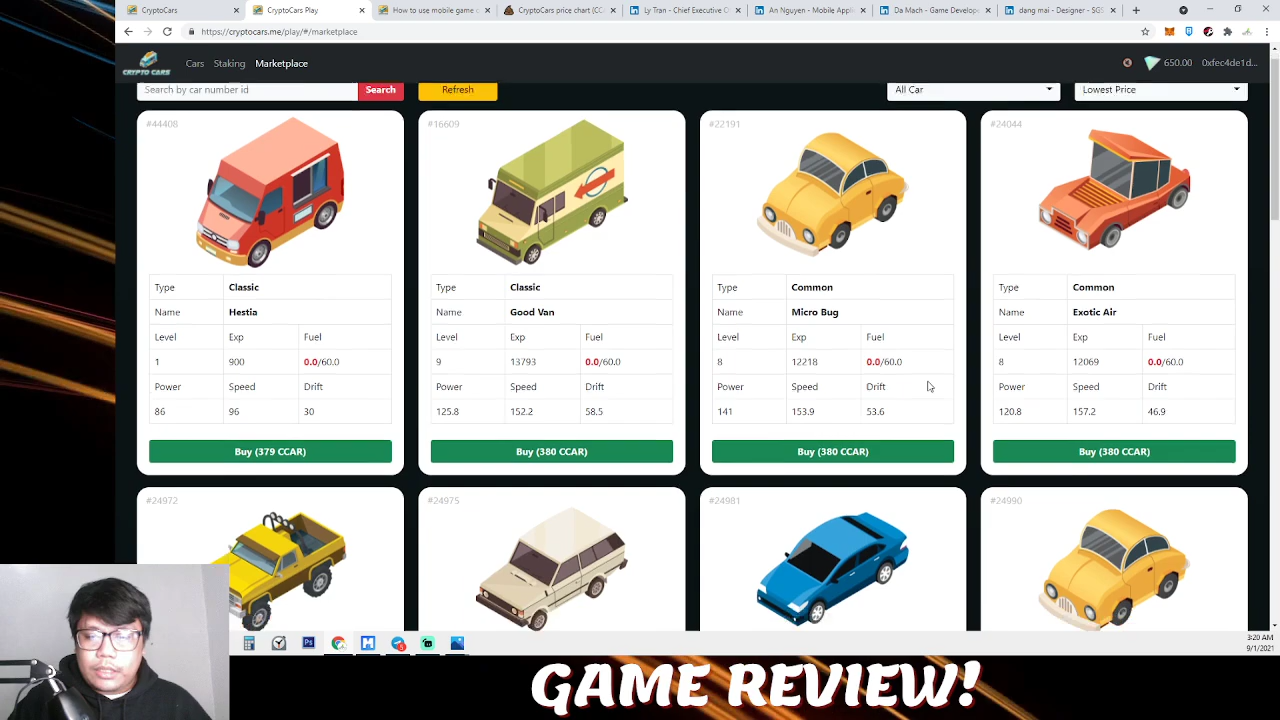 CryptoCars
CryptoCars Play
How to use mobile game o
CryptoCars price chart (CC
Ly Tran - Chief Executive O
An Nguyen - Mobile Appl
Da Mach - Game Develop
dang mai - Designer - SGS
https://cryptocars.me/play/#/marketplace
CRYPTO CARS
Cars Staking Marketplace
650.00 0xfec4de1d...
Search by car number id Search Refresh All Car Lowest Price
#44408 #16609 #22191 #24044
Type Classic Type Classic Type Common Type Common
Name Hestia Name Good Van Name Micro Bug Name Exotic Air
Level Exp Fuel Level Exp Fuel Level Exp Fuel Level Exp Fuel
1 900 0.0/60.0 9 13793 0.0/60.0 8 12218 0.0/60.0 8 12069 0.0/60.0
Power Speed Drift Power Speed Drift Power Speed Drift Power Speed Drift
86 96 30 125.8 152.2 58.5 141 153.9 53.6 120.8 157.2 46.9
Buy (379 CCAR) Buy (380 CCAR) Buy (380 CCAR) Buy (380 CCAR)
#24972 #24975 #24981 #24990
3:20 AM
9/1/2021
GAME REVIEW!